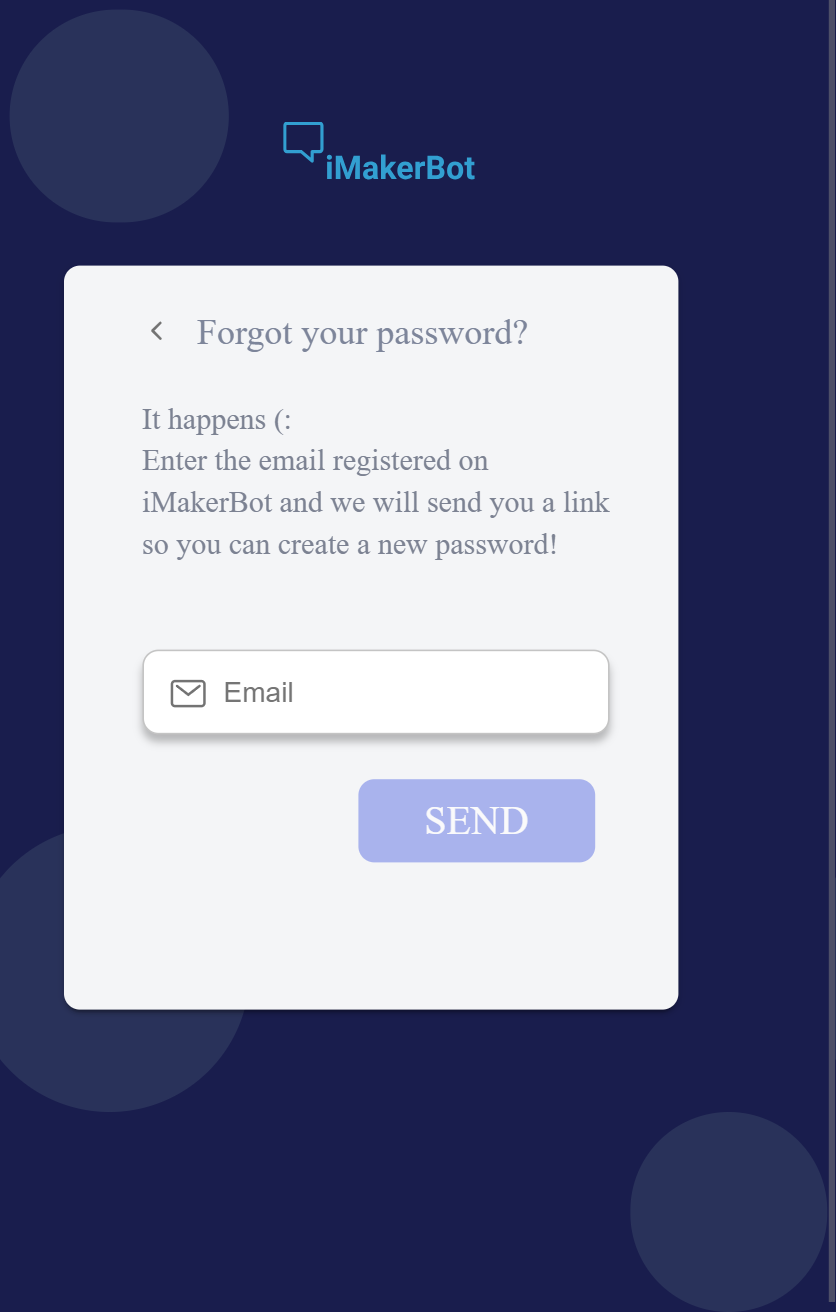 iMakerBot
Forgot your password?
It happens (:
Enter the email registered on
iMakerBot and we will send you a link
so you can create a new password!
Email
SEND